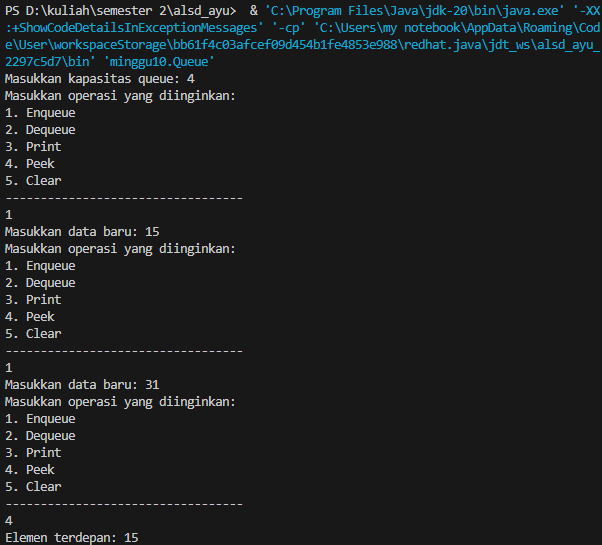 PS D:\kuliah\semester 2\alsd_ayu>  & 'C:\Program Files\Java\jdk-20\bin\java.exe' '-XX
:+ShowCodeDetailsInExceptionMessages' '-cp' 'C:\Users\my notebook\AppData\Roaming\Cod
e\User\workspaceStorage\bb61f4c03afcef09d454b1fe4853e988\redhat.java\jdt_ws\alsd_ayu_
2297c5d7\bin' 'minggu10.Queue'
Masukkan kapasitas queue: 4
Masukkan operasi yang diinginkan:
1. Enqueue
2. Dequeue
3. Print
4. Peek
5. Clear
----------------------------------
1
Masukkan data baru: 15
Masukkan operasi yang diinginkan:
1. Enqueue
2. Dequeue
3. Print
4. Peek
5. Clear
----------------------------------
1
Masukkan data baru: 31
Masukkan operasi yang diinginkan:
1. Enqueue
2. Dequeue
3. Print
4. Peek
5. Clear
----------------------------------
4
Elemen terdepan: 15